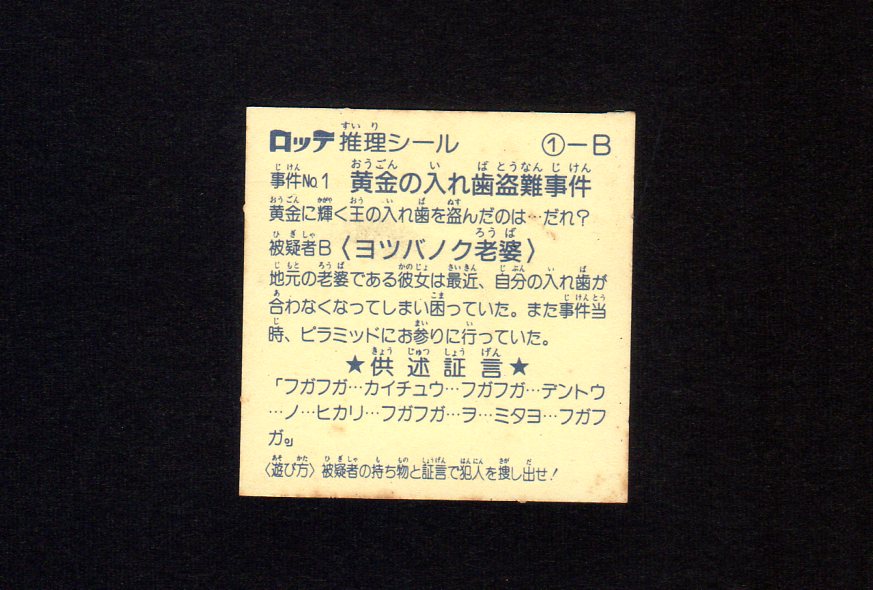 ロッテ推理シール ①−B
事件No.1 黄金の入れ歯盗難事件
黄金に輝く王の入れ歯を盗んだのは…だれ？
被疑者B〈ヨツバノク老婆〉
地元の老婆である彼女は最近、自分の入れ歯が
合わなくなってしまい困っていた。また事件当
時、ピラミッドにお参りに行っていた。
★供述証言★
「フガフガ…カイチュウ…フガフガ…デントウ
…ノ…ヒカリ…フガフガ…ヲ…ミタヨ…フガフ
ガ。」
〈遊び方〉被疑者の持ち物と証言で犯人を捜し出せ！